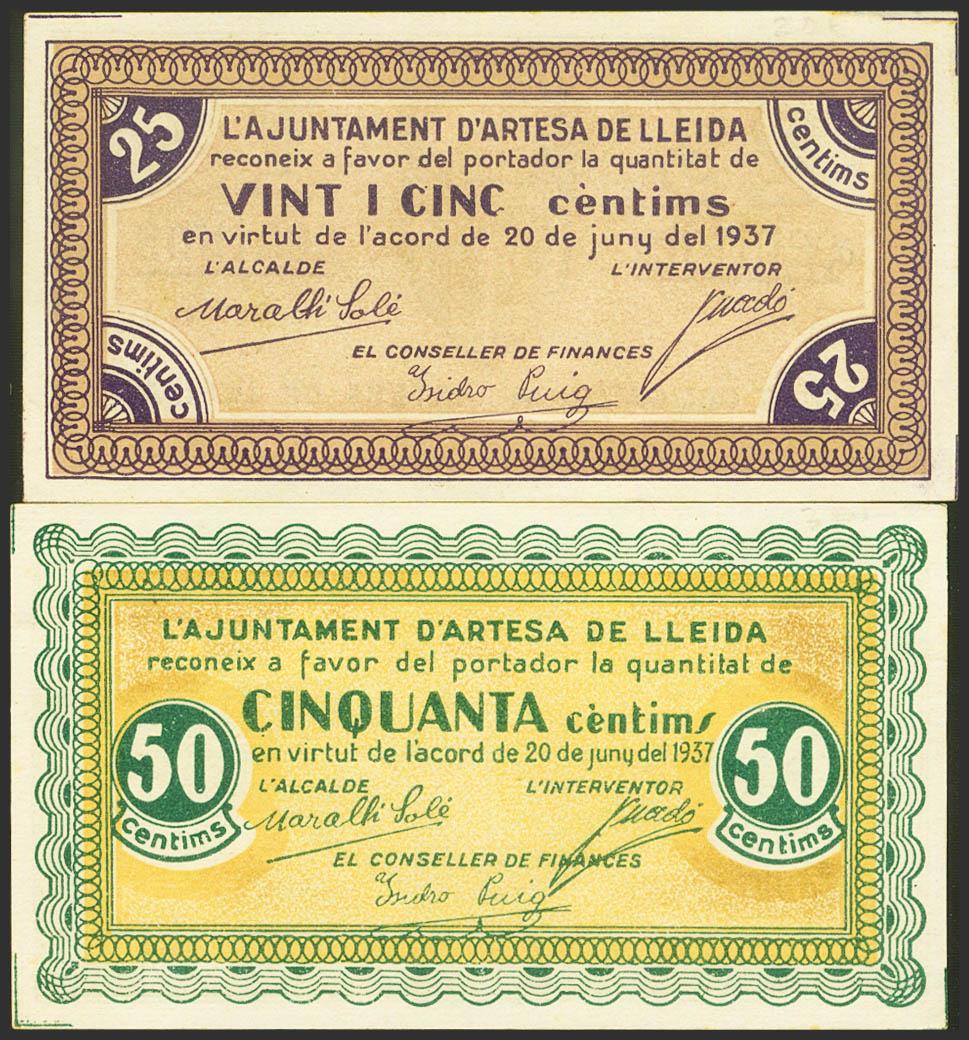 25
centims
L'AJUNTAMENT D'ARTESA DE LLEIDA
reconeix a favor del portador la quantitat de
VINT I CINC cèntims
en virtut de l'acord de 20 de juny del 1937
L'ALCALDE L'INTERVENTOR
Solé
EL CONSELLER DE FINANCES
Isidro Puig
centims
25
L'AJUNTAMENT D'ARTESA DE LLEIDA
reconeix a favor del portador la quantitat de
CINQUANTA cèntims
en virtut de l'acord de 20 de juny del 1937
50
centims
50
centims
L'ALCALDE L'INTERVENTOR
Solé
EL CONSELLER DE FINANCES
Isidro Puig